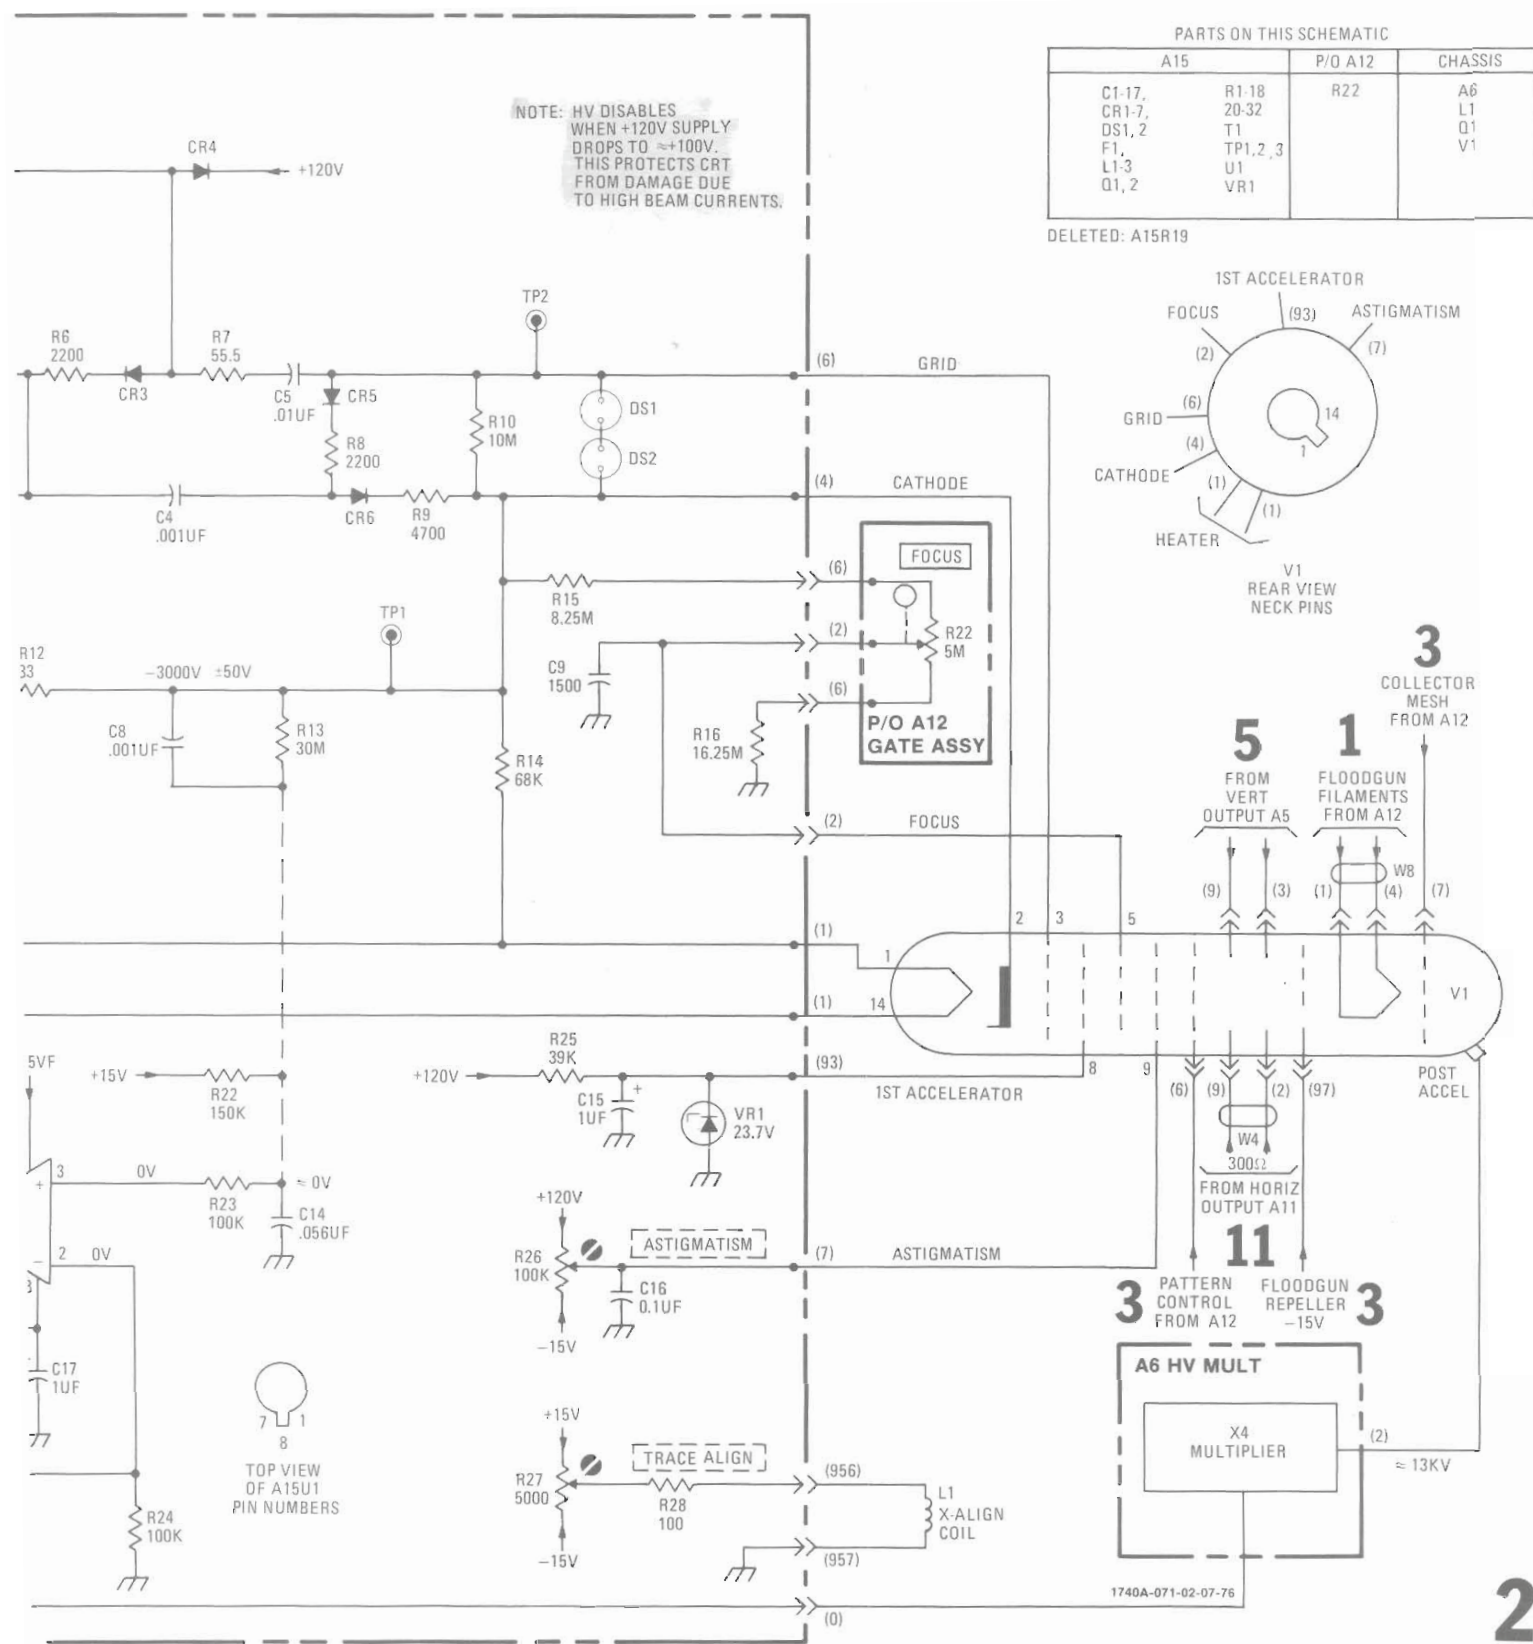 PARTS ON THIS SCHEMATIC
A15 P/O A12 CHASSIS
C1-17, R1-18 R22 A6
CR1-7, 20-32 L1
DS1, 2 T1 Q1
F1, TP1,2,3 V1
L1-3 U1
Q1, 2 VR1
DELETED: A15R19
NOTE: HV DISABLES
WHEN +120V SUPPLY
DROPS TO ≈+100V.
THIS PROTECTS CRT
FROM DAMAGE DUE
TO HIGH BEAM CURRENTS.
CR4
+120V
TP2
R6
2200
CR3
R7
55.5
C5
.01UF
CR5
R8
2200
R10
10M
DS1
DS2
(6)
GRID
C4
.001UF
CR6
R9
4700
(4)
CATHODE
1ST ACCELERATOR
FOCUS
(93)
ASTIGMATISM
(2)
(7)
(6)
GRID
14
(4)
1
CATHODE
(1)
(1)
HEATER
V1
REAR VIEW
NECK PINS
FOCUS
R15
8.25M
(6)
TP1
R22
5M
(2)
C9
1500
(6)
R16
16.25M
P/O A12
GATE ASSY
R12
33
−3000V ±50V
C8
.001UF
R13
30M
R14
68K
(2)
FOCUS
3
COLLECTOR
MESH
FROM A12
5
FROM
VERT
OUTPUT A5
1
FLOODGUN
FILAMENTS
FROM A12
W8
(9)
(3)
(1)
(4)
(7)
2
3
5
(1)
1
(1)
14
V1
POST
ACCEL
5VF
+15V
R22
150K
+120V
R25
39K
C15
1UF
+
VR1
23.7V
(93)
1ST ACCELERATOR
8
9
(6)
(9)
(2)
(97)
W4
300Ω
FROM HORIZ
OUTPUT A11
11
3
PATTERN
CONTROL
FROM A12
FLOODGUN
REPELLER
−15V
3
+
3
0V
R23
100K
≈ 0V
C14
.056UF
−
2
0V
C17
1UF
+120V
R26
100K
ASTIGMATISM
(7)
ASTIGMATISM
C16
0.1UF
−15V
7 1
8
TOP VIEW
OF A15U1
PIN NUMBERS
R24
100K
+15V
R27
5000
TRACE ALIGN
R28
100
(956)
L1
X-ALIGN
COIL
−15V
(957)
(0)
A6 HV MULT
X4
MULTIPLIER
(2)
≈ 13KV
1740A-071-02-07-76
2